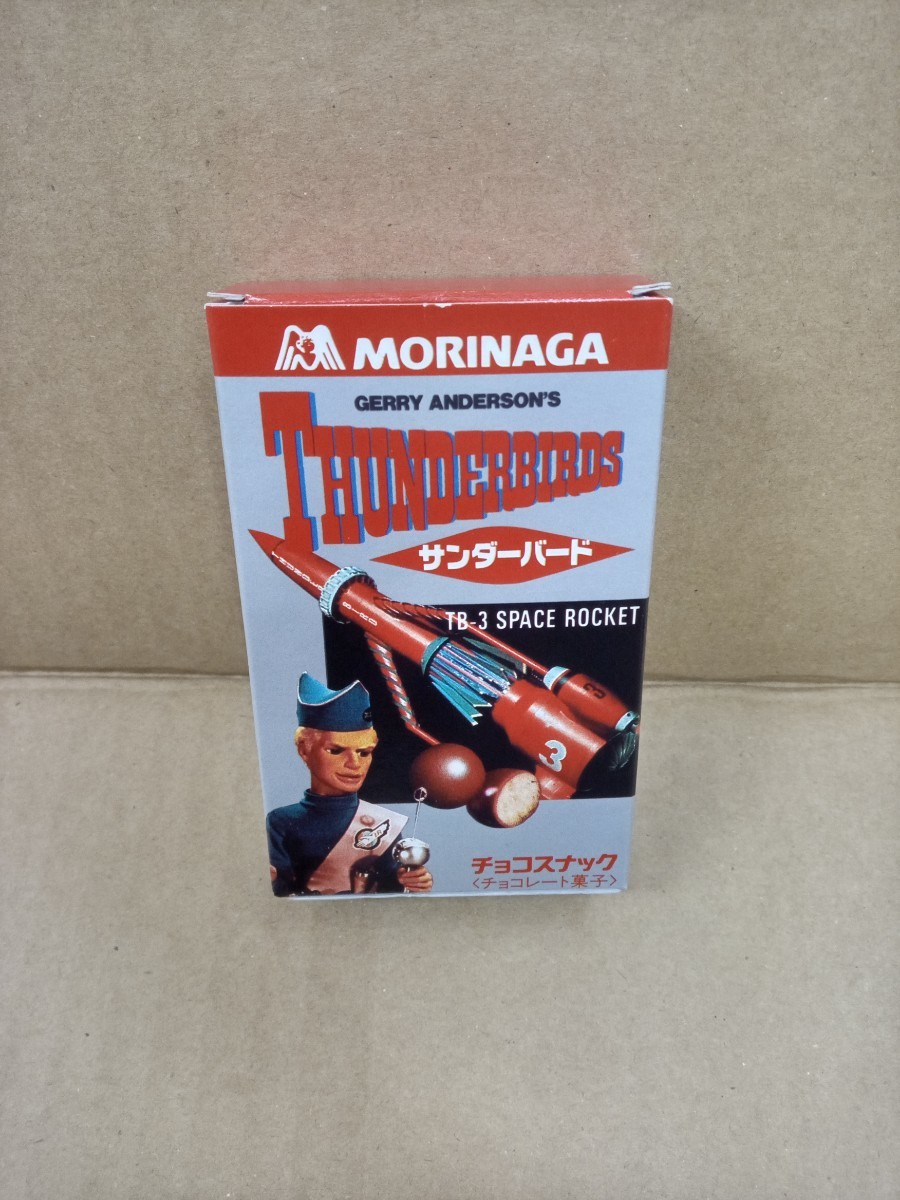 MORINAGA
GERRY ANDERSON'S
THUNDERBIRDS
サンダーバード
TB-3 SPACE ROCKET
3
3
チョコスナック
〈チョコレート菓子〉